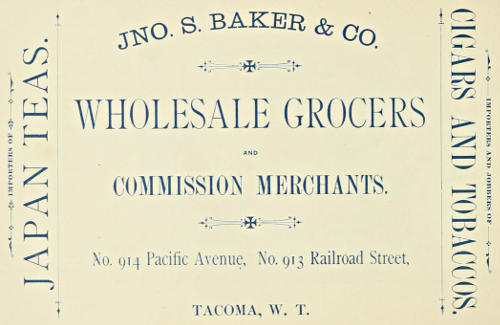 IMPORTERS OF
JAPAN TEAS.
JNO. S. BAKER & CO.
WHOLESALE GROCERS
AND
COMMISSION MERCHANTS.
No. 914 Pacific Avenue, No. 913 Railroad Street,
TACOMA, W. T.
IMPORTERS AND JOBBERS OF
CIGARS AND TOBACCOS.